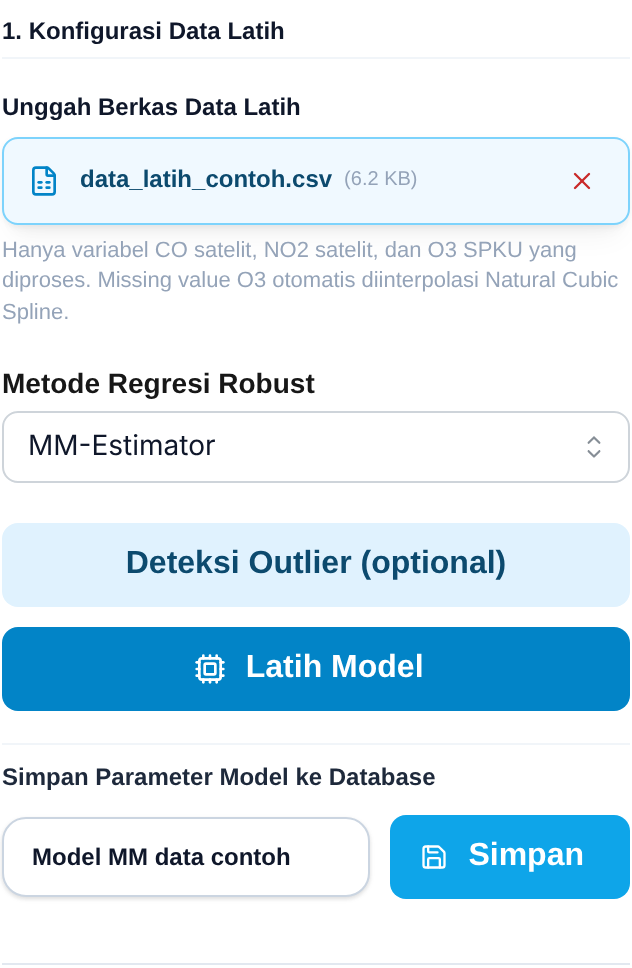 1. Konfigurasi Data Latih
Unggah Berkas Data Latih
data_latih_contoh.csv (6.2 KB)
Hanya variabel CO satelit, NO2 satelit, dan O3 SPKU yang
diproses. Missing value O3 otomatis diinterpolasi Natural Cubic
Spline.
Metode Regresi Robust
MM-Estimator
Deteksi Outlier (optional)
Latih Model
Simpan Parameter Model ke Database
Model MM data contoh
Simpan